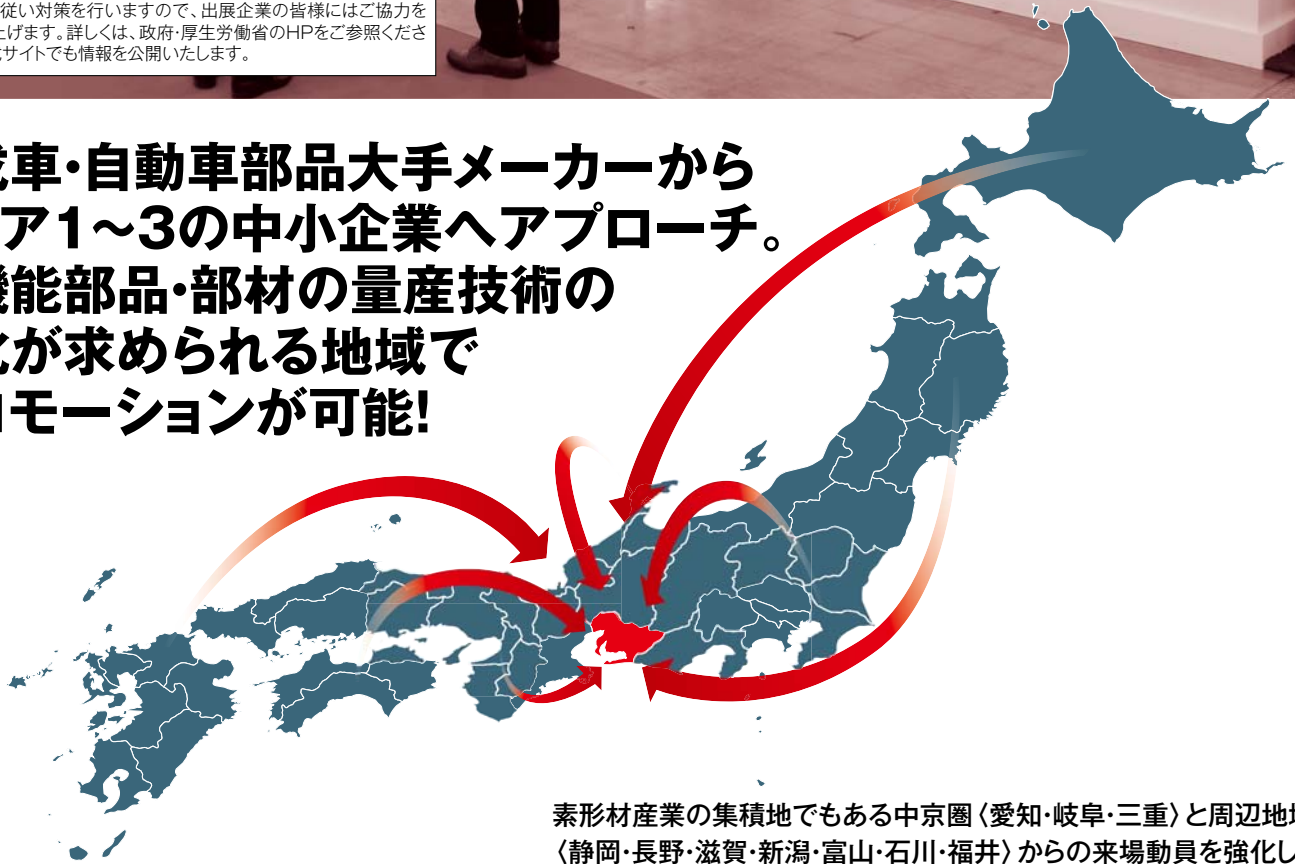 従い対策を行いますので、出展企業の皆様にはご協力を
げます。詳しくは、政府・厚生労働省のHPをご参照くださ
サイトでも情報を公開いたします。
車・自動車部品大手メーカーから
ア1〜3の中小企業へアプローチ。
能部品・部材の量産技術の
が求められる地域で
モーションが可能!
素形材産業の集積地でもある中京圏〈愛知・岐阜・三重〉と周辺地
〈静岡・長野・滋賀・新潟・富山・石川・福井〉からの来場動員を強化し